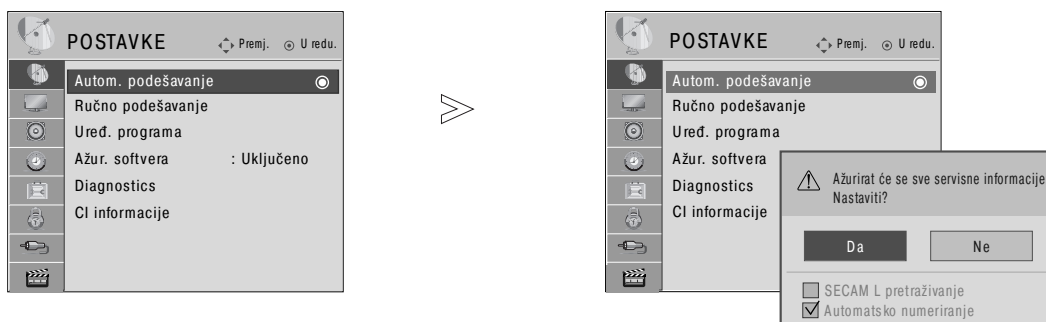 POSTAVKE
Premj.
U redu.
Autom. podešavanje
Ručno podešavanje
Uređ. programa
Ažur. softvera : Uključeno
Diagnostics
CI informacije
POSTAVKE
Premj.
U redu.
Autom. podešavanje
Ručno podešavanje
Uređ. programa
Ažur. softvera
Diagnostics
CI informacije
Ažurirat će se sve servisne informacije
Nastaviti?
Da
Ne
SECAM L pretraživanje
Automatsko numeriranje